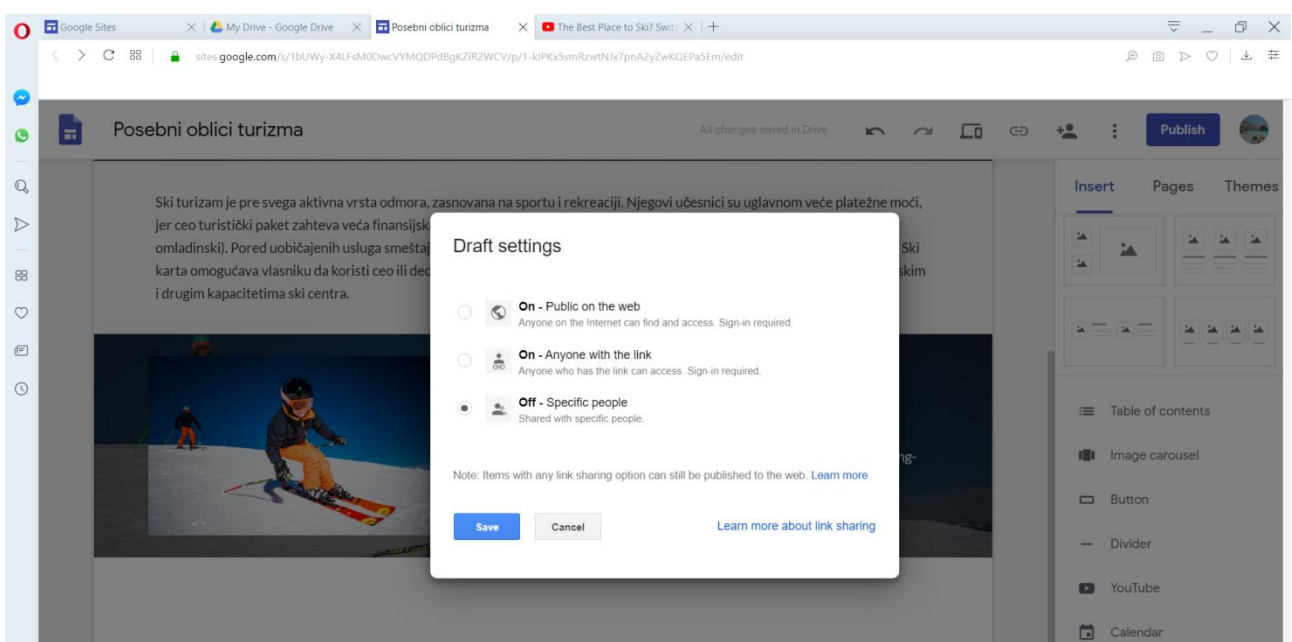 Google Sites
My Drive - Google Drive
Posebni oblici turizma
The Best Place to Ski? Swit
sites.google.com/s/1bUWy-X4LFsM0DwcVYMQDPdBgKZiR2WCV/p/1-kIPKx5smRzwtNJx7pnA2yZwKQEPa5Em/edit
Posebni oblici turizma
All changes saved in Drive
Publish
Insert Pages Themes
Ski turizam je pre svega aktivna vrsta odmora, zasnovana na sportu i rekreaciji. Njegovi učesnici su uglavnom veće platežne moći,
jer ceo turistički paket zahteva veća finansijsk
omladinski). Pored uobičajenih usluga smeštaj
Ski
karta omogućava vlasniku da koristi ceo ili deo
skim
i drugim kapacitetima ski centra.
ng-
Draft settings
On - Public on the web
Anyone on the Internet can find and access. Sign-in required.
On - Anyone with the link
Anyone who has the link can access. Sign-in required.
Off - Specific people
Shared with specific people.
Note: Items with any link sharing option can still be published to the web. Learn more
Save
Cancel
Learn more about link sharing
Table of contents
Image carousel
Button
Divider
YouTube
Calendar